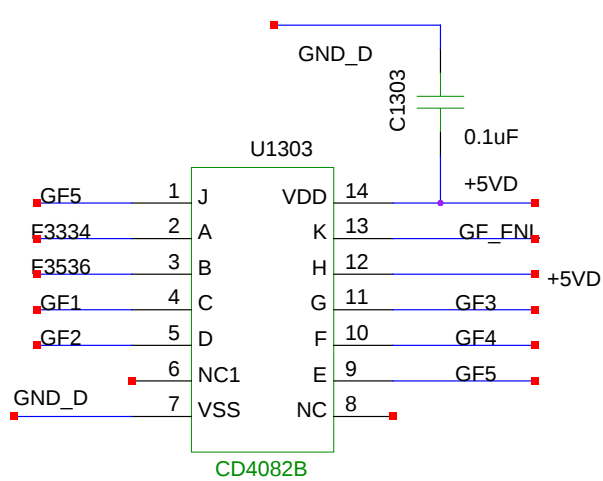 GND_D
C1303
0.1uF
U1303
+5VD
GF5 1 J VDD 14
F3334 2 A K 13 GF_FNL
F3536 3 B H 12 +5VD
GF1 4 C G 11 GF3
GF2 5 D F 10 GF4
6 NC1 E 9 GF5
GND_D 7 VSS NC 8
CD4082B